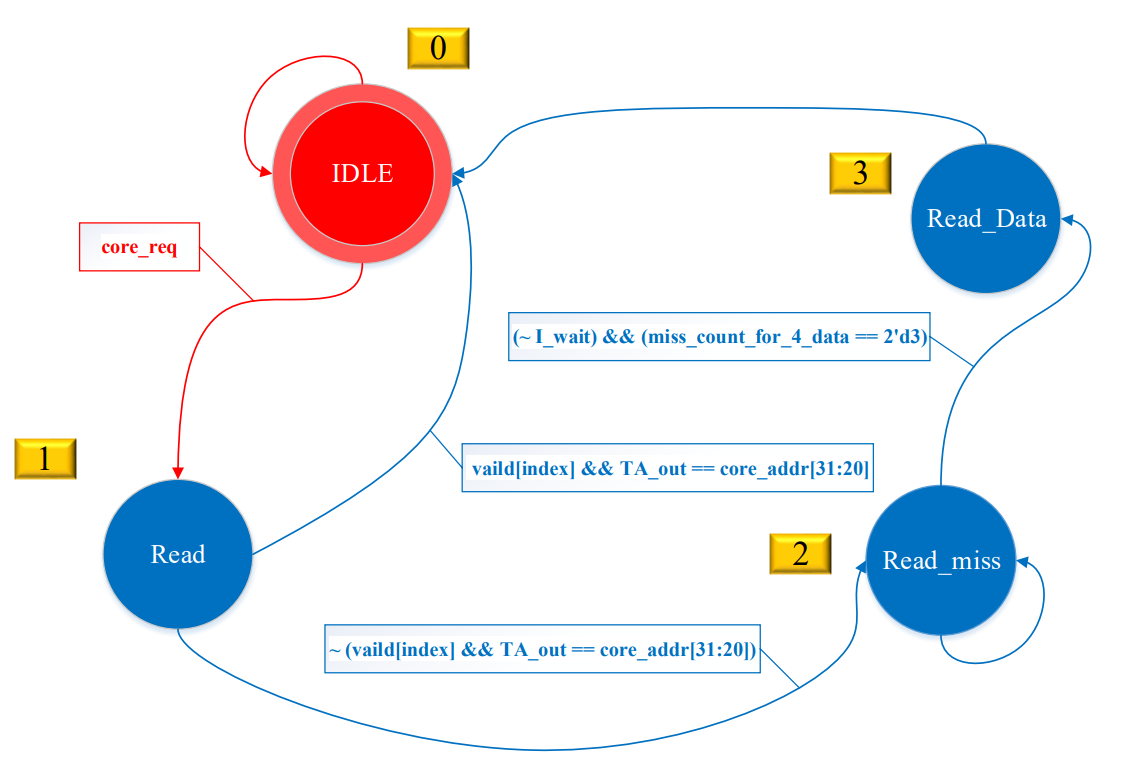 0
IDLE
3
Read_Data
core_req
(~ I_wait) && (miss_count_for_4_data == 2'd3)
1
vaild[index] && TA_out == core_addr[31:20]
Read
2
Read_miss
~ (vaild[index] && TA_out == core_addr[31:20])